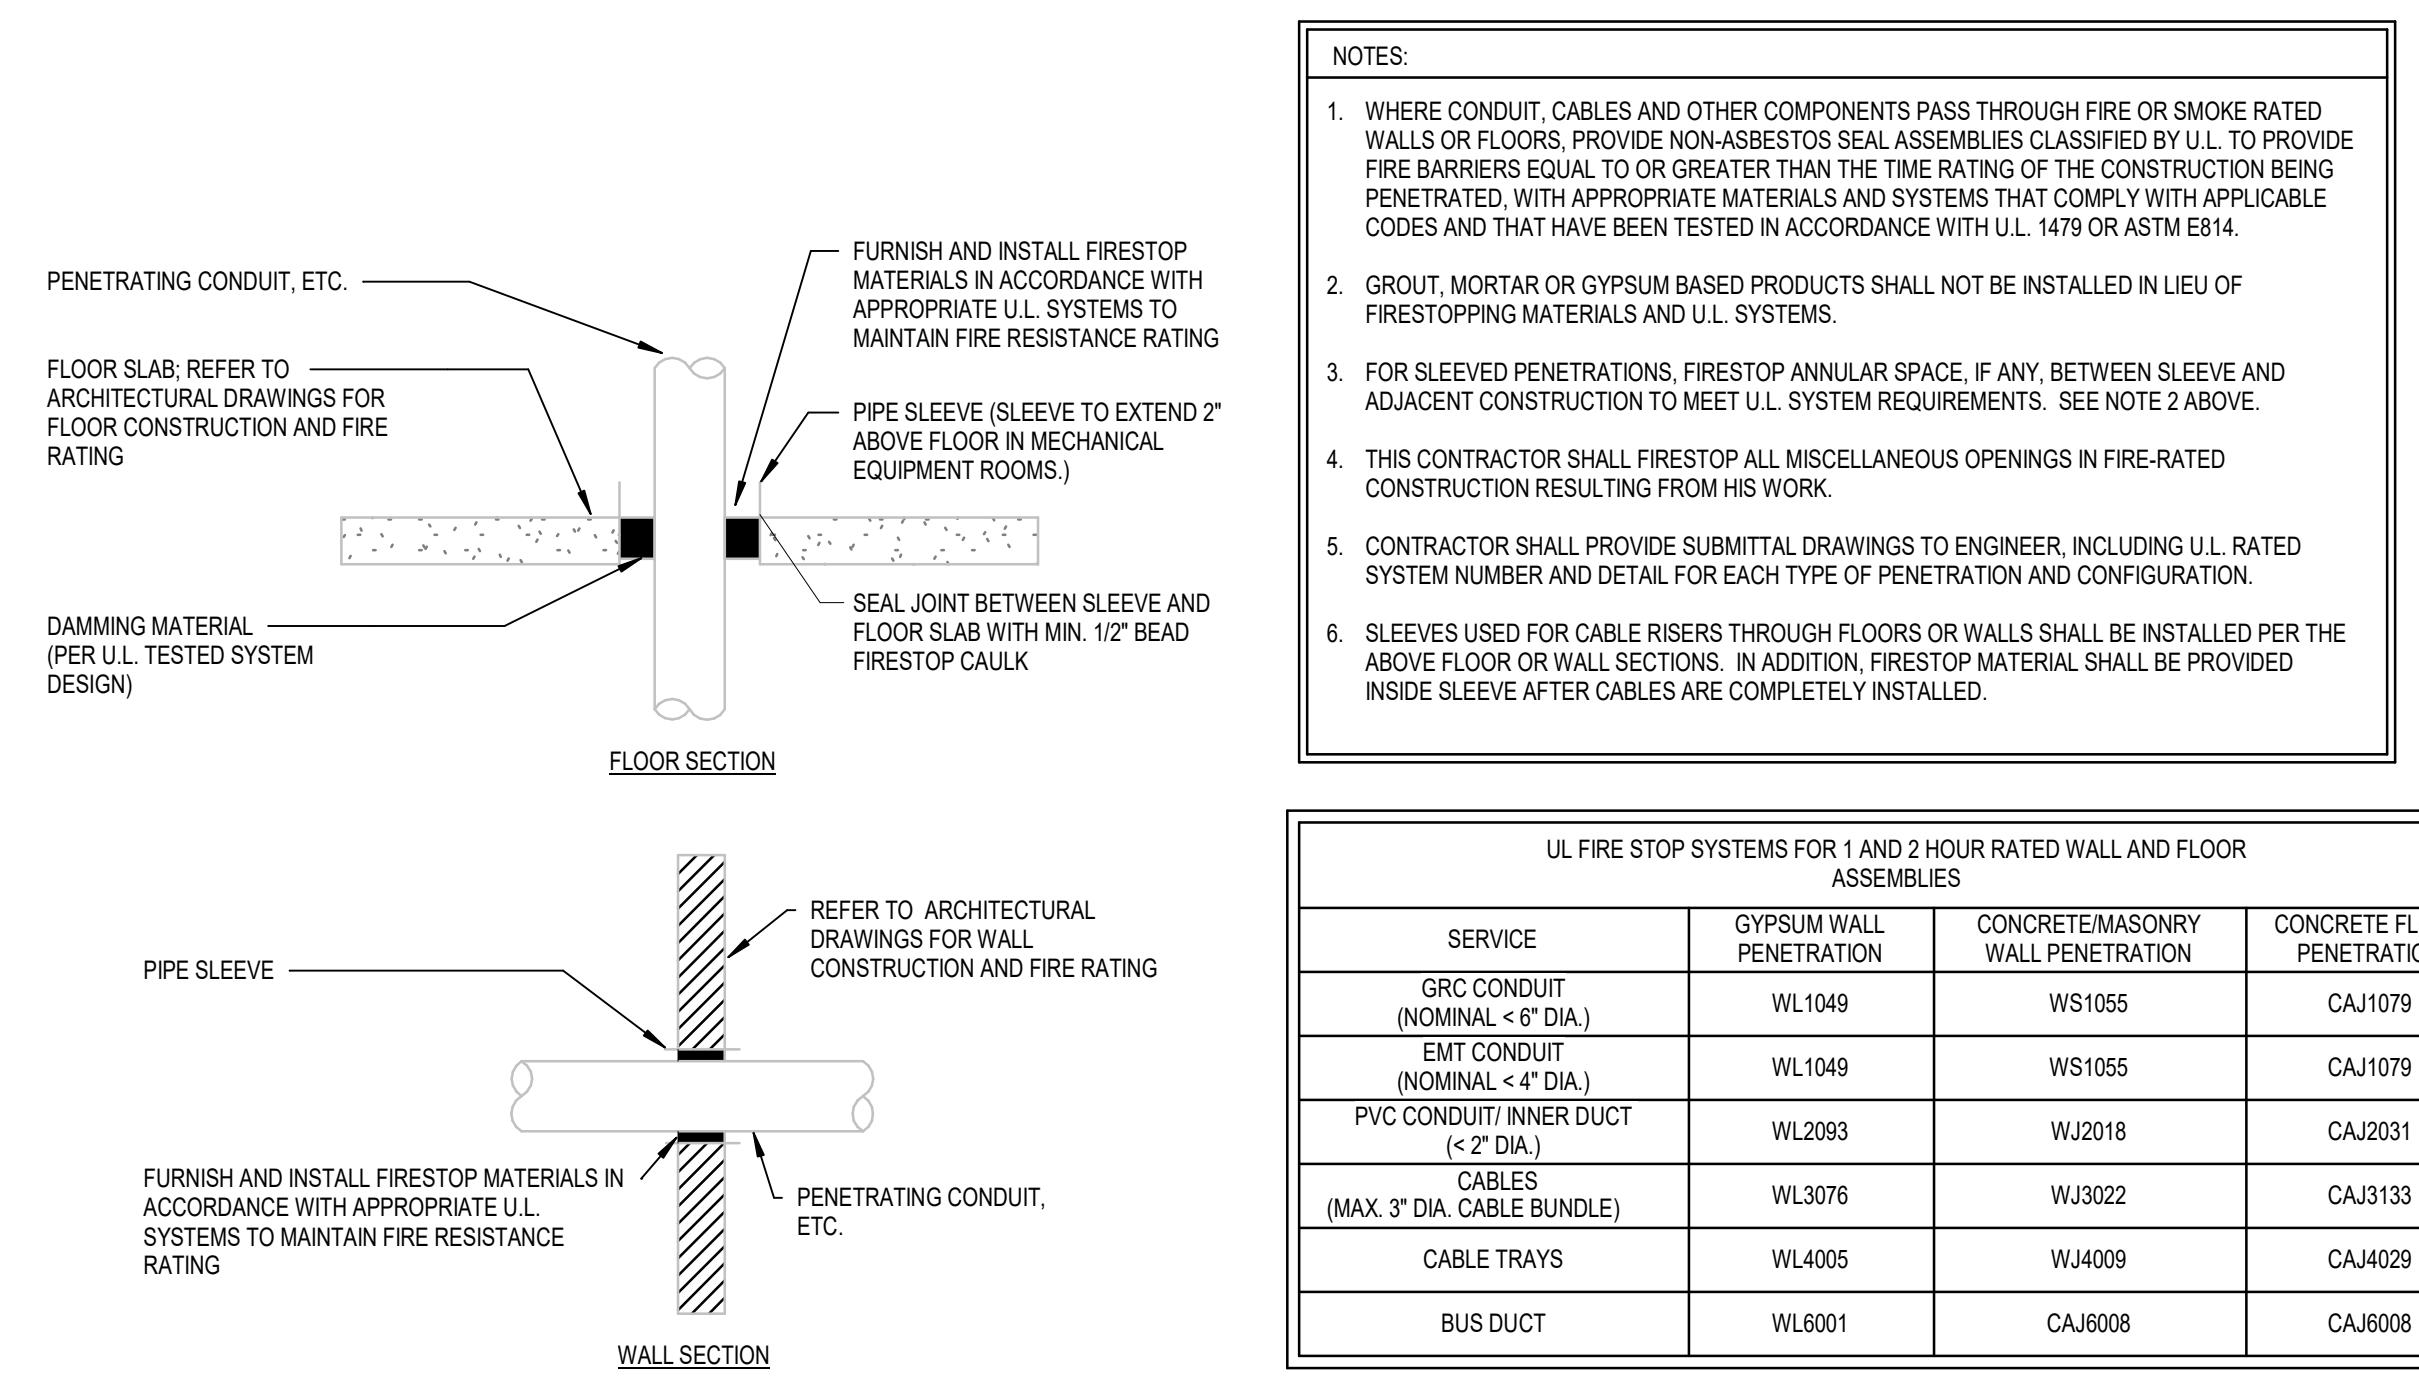 PENETRATING CONDUIT, ETC.
FLOOR SLAB; REFER TO
ARCHITECTURAL DRAWINGS FOR
FLOOR CONSTRUCTION AND FIRE
RATING
DAMMING MATERIAL
(PER U.L. TESTED SYSTEM
DESIGN)
FURNISH AND INSTALL FIRESTOP
MATERIALS IN ACCORDANCE WITH
APPROPRIATE U.L. SYSTEMS TO
MAINTAIN FIRE RESISTANCE RATING
PIPE SLEEVE (SLEEVE TO EXTEND 2"
ABOVE FLOOR IN MECHANICAL
EQUIPMENT ROOMS.)
SEAL JOINT BETWEEN SLEEVE AND
FLOOR SLAB WITH MIN. 1/2" BEAD
FIRESTOP CAULK
FLOOR SECTION
PIPE SLEEVE
REFER TO ARCHITECTURAL
DRAWINGS FOR WALL
CONSTRUCTION AND FIRE RATING
FURNISH AND INSTALL FIRESTOP MATERIALS IN
ACCORDANCE WITH APPROPRIATE U.L.
SYSTEMS TO MAINTAIN FIRE RESISTANCE
RATING
PENETRATING CONDUIT,
ETC.
WALL SECTION
NOTES:
1. WHERE CONDUIT, CABLES AND OTHER COMPONENTS PASS THROUGH FIRE OR SMOKE RATED
WALLS OR FLOORS, PROVIDE NON-ASBESTOS SEAL ASSEMBLIES CLASSIFIED BY U.L. TO PROVIDE
FIRE BARRIERS EQUAL TO OR GREATER THAN THE TIME RATING OF THE CONSTRUCTION BEING
PENETRATED, WITH APPROPRIATE MATERIALS AND SYSTEMS THAT COMPLY WITH APPLICABLE
CODES AND THAT HAVE BEEN TESTED IN ACCORDANCE WITH U.L. 1479 OR ASTM E814.
2. GROUT, MORTAR OR GYPSUM BASED PRODUCTS SHALL NOT BE INSTALLED IN LIEU OF
FIRESTOPPING MATERIALS AND U.L. SYSTEMS.
3. FOR SLEEVED PENETRATIONS, FIRESTOP ANNULAR SPACE, IF ANY, BETWEEN SLEEVE AND
ADJACENT CONSTRUCTION TO MEET U.L. SYSTEM REQUIREMENTS. SEE NOTE 2 ABOVE.
4. THIS CONTRACTOR SHALL FIRESTOP ALL MISCELLANEOUS OPENINGS IN FIRE-RATED
CONSTRUCTION RESULTING FROM HIS WORK.
5. CONTRACTOR SHALL PROVIDE SUBMITTAL DRAWINGS TO ENGINEER, INCLUDING U.L. RATED
SYSTEM NUMBER AND DETAIL FOR EACH TYPE OF PENETRATION AND CONFIGURATION.
6. SLEEVES USED FOR CABLE RISERS THROUGH FLOORS OR WALLS SHALL BE INSTALLED PER THE
ABOVE FLOOR OR WALL SECTIONS. IN ADDITION, FIRESTOP MATERIAL SHALL BE PROVIDED
INSIDE SLEEVE AFTER CABLES ARE COMPLETELY INSTALLED.
UL FIRE STOP SYSTEMS FOR 1 AND 2 HOUR RATED WALL AND FLOOR
ASSEMBLIES
SERVICE GYPSUM WALL PENETRATION CONCRETE/MASONRY WALL PENETRATION CONCRETE
GRC CONDUIT (NOMINAL < 6" DIA.) WL1049 WS1055 CAJ1079
EMT CONDUIT (NOMINAL < 4" DIA.) WL1049 WS1055 CAJ1079
PVC CONDUIT/ INNER DUCT (< 2" DIA.) WL2093 WJ2018 CAJ2031
CABLES (MAX. 3" DIA. CABLE BUNDLE) WL3076 WJ3022 CAJ3133
CABLE TRAYS WL4005 WJ4009 CAJ4029
BUS DUCT WL6001 CAJ6008 CAJ6008